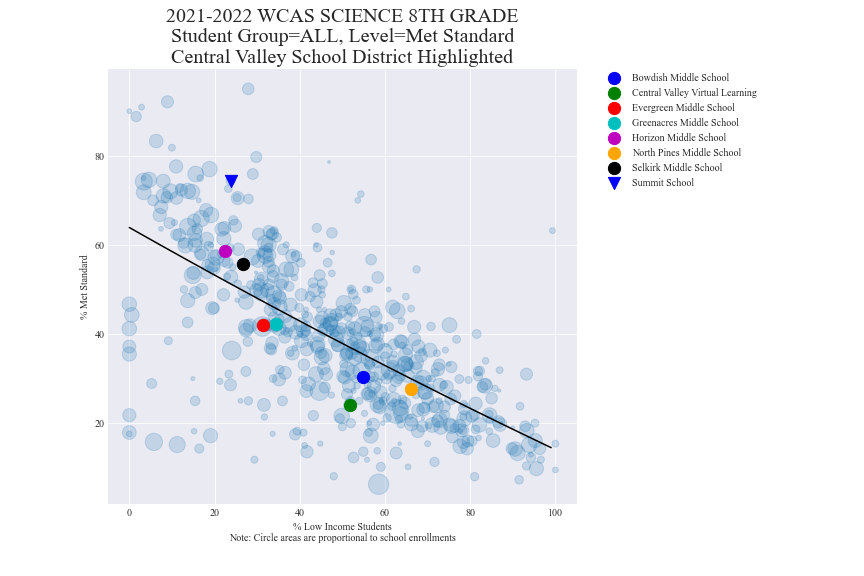 2021-2022 WCAS SCIENCE 8TH GRADE
Student Group=ALL, Level=Met Standard
Central Valley School District Highlighted
Bowdish Middle School
Central Valley Virtual Learning
Evergreen Middle School
Greenacres Middle School
Horizon Middle School
North Pines Middle School
Selkirk Middle School
Summit School
% Met Standard
80
60
40
20
0 20 40 60 80 100
% Low Income Students
Note: Circle areas are proportional to school enrollments